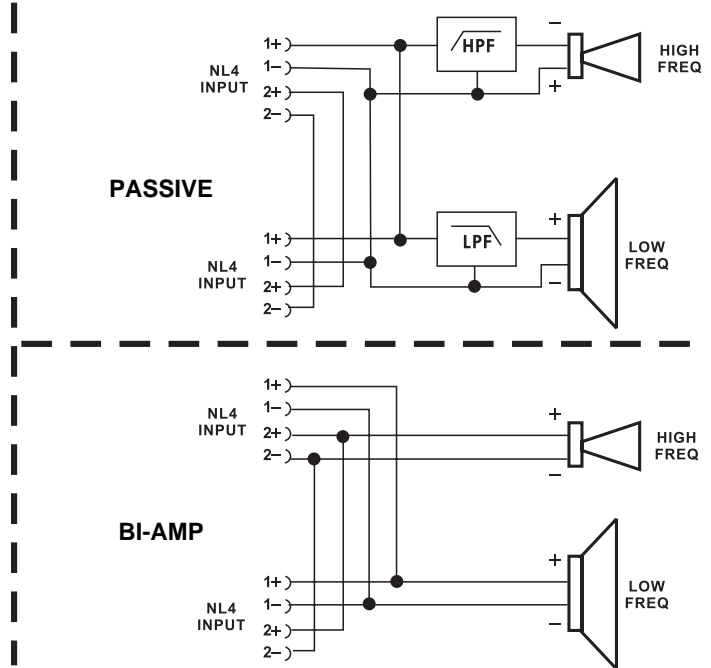 1+
1–
NL4
INPUT
2+
2–
HPF
–
+
HIGH
FREQ
PASSIVE
1+
1–
NL4
INPUT
2+
2–
LPF
+
–
LOW
FREQ
1+
1–
NL4
INPUT
2+
2–
+
–
HIGH
FREQ
BI-AMP
1+
1–
NL4
INPUT
2+
2–
+
–
LOW
FREQ